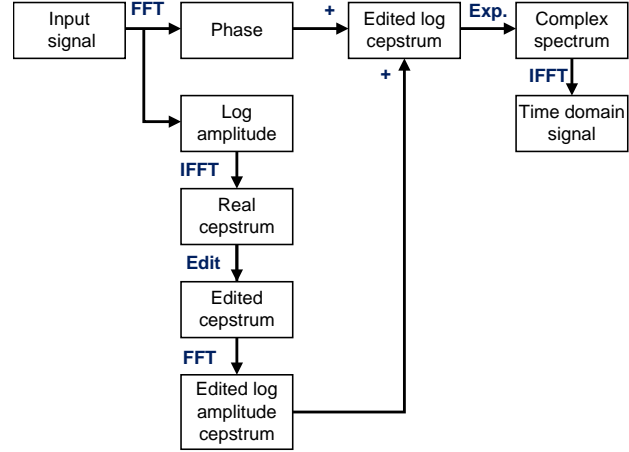 Input
signal
FFT
Phase
+
Edited log
cepstrum
Exp.
Complex
spectrum
+
IFFT
Log
amplitude
Time domain
signal
IFFT
Real
cepstrum
Edit
Edited
cepstrum
FFT
Edited log
amplitude
cepstrum